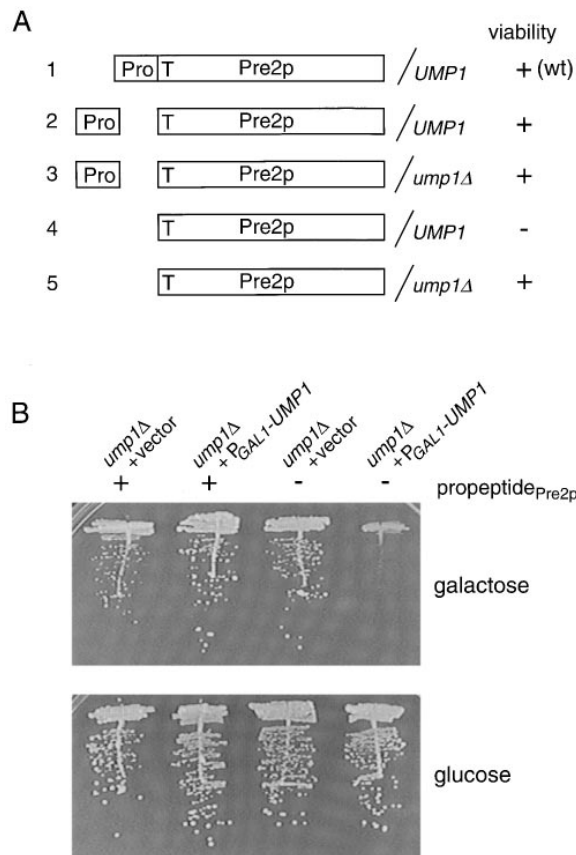 A
viability
1 Pro T Pre2p / UMP1 + (wt)
2 Pro T Pre2p / UMP1 +
3 Pro T Pre2p / ump1Δ +
4 T Pre2p / UMP1 -
5 T Pre2p / ump1Δ +
B
ump1Δ
+vector
ump1Δ
+ PGAL1-UMP1
ump1Δ
+vector
ump1Δ
+ PGAL1-UMP1
+ + - - propeptidePre2p
galactose
glucose